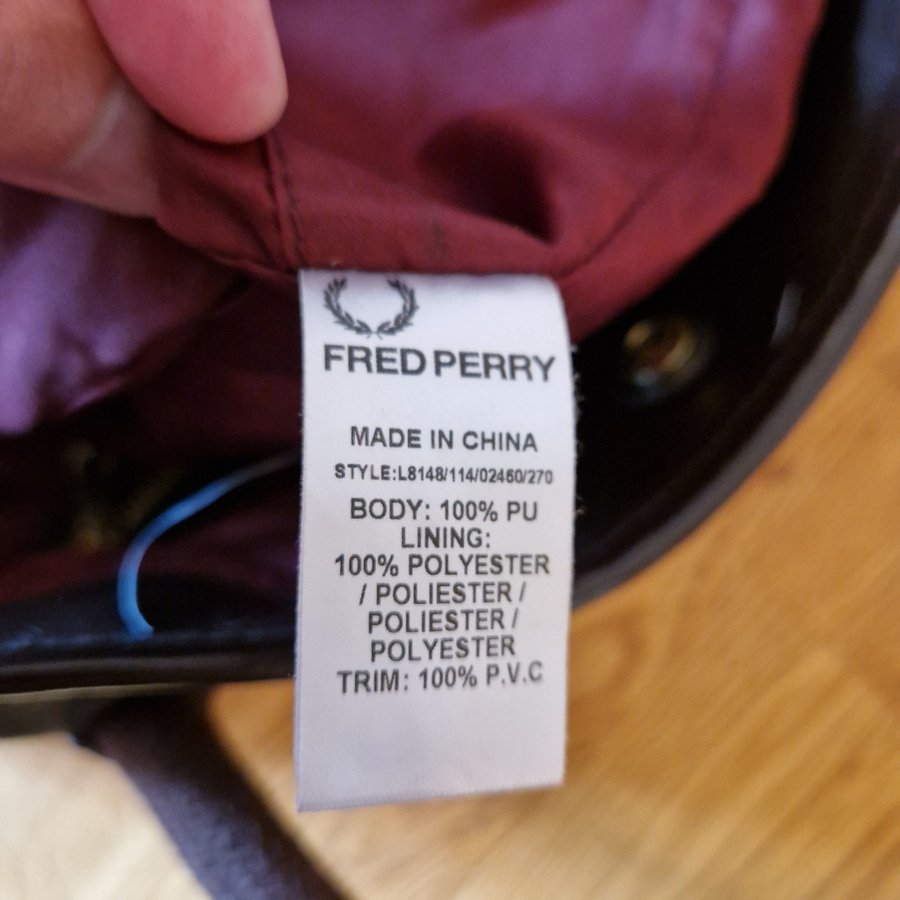 FRED PERRY
MADE IN CHINA
STYLE:L8148/114/02460/270
BODY: 100% PU
LINING:
100% POLYESTER
/ POLIESTER /
POLIESTER /
POLYESTER
TRIM: 100% P.V.C